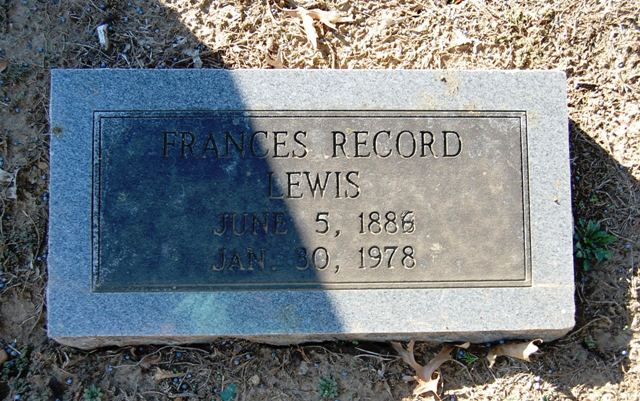 FRANCES RECORD
LEWIS
JUNE 5, 1886
JAN. 30, 1978